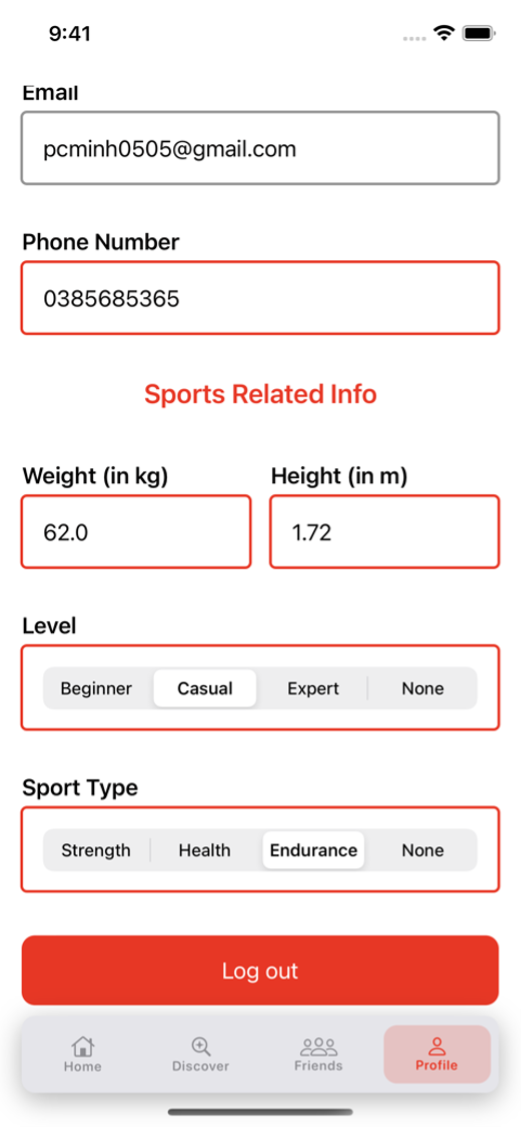 9:41
Email
pcminh0505@gmail.com
Phone Number
0385685365
Sports Related Info
Weight (in kg) Height (in m)
62.0 1.72
Level
Beginner Casual Expert None
Sport Type
Strength Health Endurance None
Log out
Home Discover Friends Profile